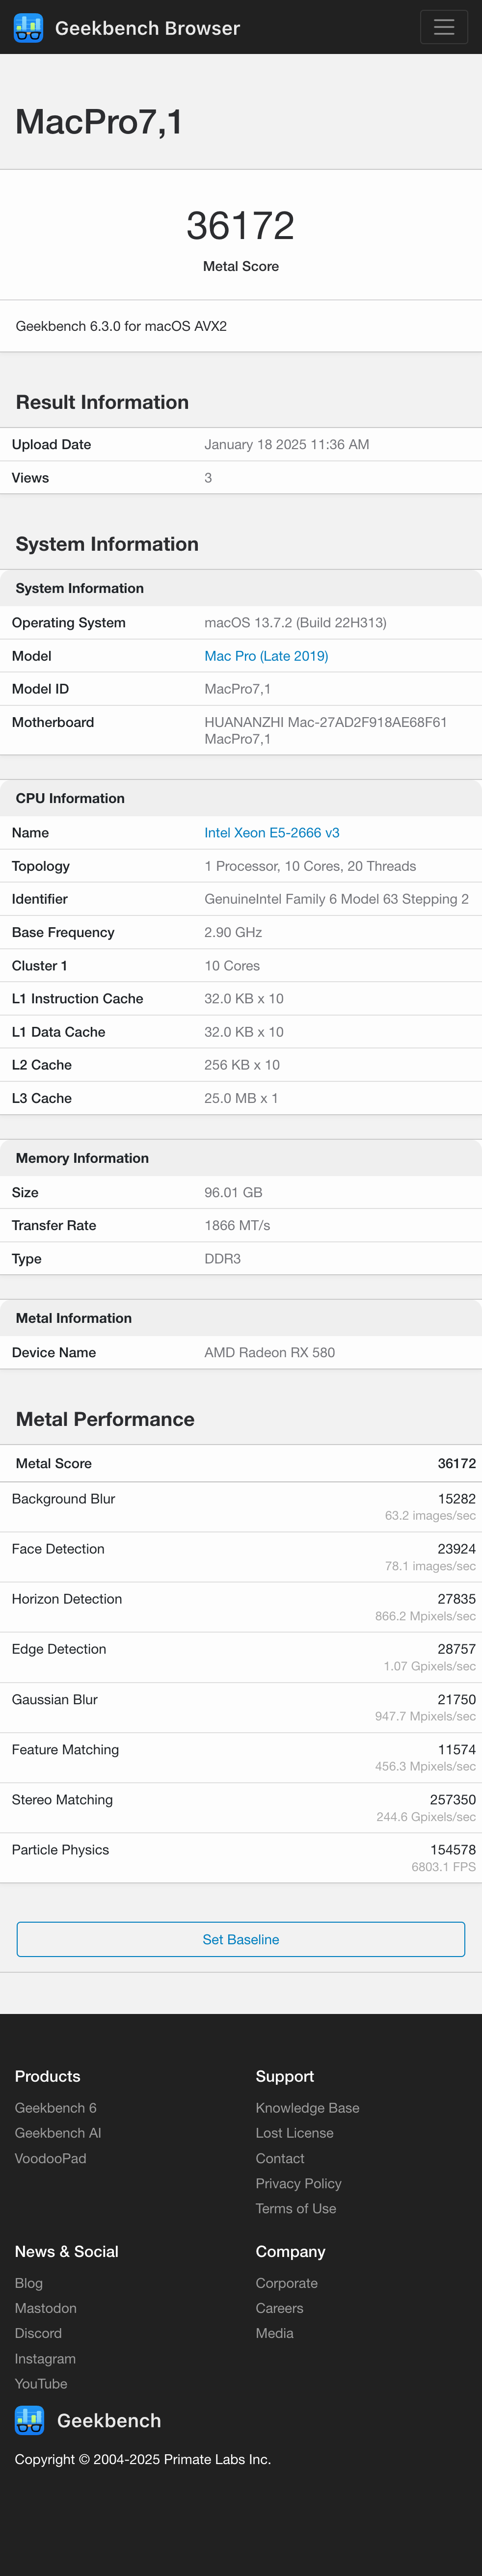 Geekbench Browser
MacPro7,1
36172
Metal Score
Geekbench 6.3.0 for macOS AVX2
Result Information
Upload Date January 18 2025 11:36 AM
Views 3
System Information
System Information
Operating System macOS 13.7.2 (Build 22H313)
Model Mac Pro (Late 2019)
Model ID MacPro7,1
Motherboard HUANANZHI Mac-27AD2F918AE68F61
MacPro7,1
CPU Information
Name Intel Xeon E5-2666 v3
Topology 1 Processor, 10 Cores, 20 Threads
Identifier GenuineIntel Family 6 Model 63 Stepping 2
Base Frequency 2.90 GHz
Cluster 1 10 Cores
L1 Instruction Cache 32.0 KB x 10
L1 Data Cache 32.0 KB x 10
L2 Cache 256 KB x 10
L3 Cache 25.0 MB x 1
Memory Information
Size 96.01 GB
Transfer Rate 1866 MT/s
Type DDR3
Metal Information
Device Name AMD Radeon RX 580
Metal Performance
Metal Score 36172
Background Blur 15282
63.2 images/sec
Face Detection 23924
78.1 images/sec
Horizon Detection 27835
866.2 Mpixels/sec
Edge Detection 28757
1.07 Gpixels/sec
Gaussian Blur 21750
947.7 Mpixels/sec
Feature Matching 11574
456.3 Mpixels/sec
Stereo Matching 257350
244.6 Gpixels/sec
Particle Physics 154578
6803.1 FPS
Set Baseline
Products
Geekbench 6
Geekbench AI
VoodooPad
Support
Knowledge Base
Lost License
Contact
Privacy Policy
Terms of Use
News & Social
Blog
Mastodon
Discord
Instagram
YouTube
Company
Corporate
Careers
Media
Geekbench
Copyright © 2004-2025 Primate Labs Inc.